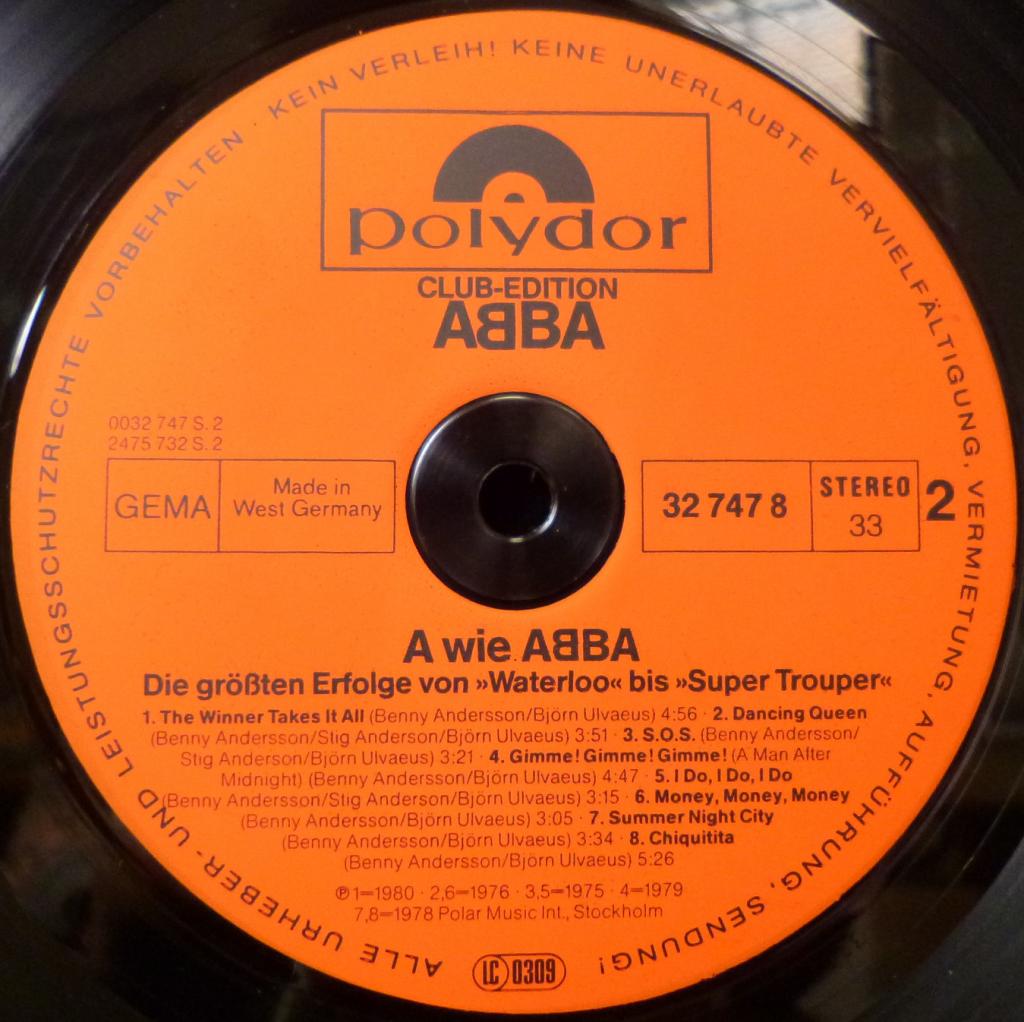 ALLE URHEBER- UND LEISTUNGSSCHUTZRECHTE VORBEHALTEN · KEIN VERLEIH! KEINE UNERLAUBTE VERVIELFÄLTIGUNG, VERMIETUNG, AUFFÜHRUNG, SENDUNG!
polydor
CLUB-EDITION
ABBA
0032 747 S. 2
2475 732 S. 2
GEMA
Made in
West Germany
32 747 8
STEREO
33
2
A wie ABBA
Die größten Erfolge von »Waterloo« bis »Super Trouper«
1. The Winner Takes It All (Benny Andersson/Björn Ulvaeus) 4:56 · 2. Dancing Queen
(Benny Andersson/Stig Anderson/Björn Ulvaeus) 3:51 · 3. S.O.S. (Benny Andersson/
Stig Anderson/Björn Ulvaeus) 3:21 · 4. Gimme! Gimme! Gimme! (A Man After
Midnight) (Benny Andersson/Björn Ulvaeus) 4:47 · 5. I Do, I Do, I Do
(Benny Andersson/Stig Anderson/Björn Ulvaeus) 3:15 · 6. Money, Money, Money
(Benny Andersson/Björn Ulvaeus) 3:05 · 7. Summer Night City
(Benny Andersson/Björn Ulvaeus) 3:34 · 8. Chiquitita
(Benny Andersson/Björn Ulvaeus) 5:26
℗ 1=1980 · 2,6=1976 · 3,5=1975 · 4=1979
7,8=1978 Polar Music Int., Stockholm
LC 0309